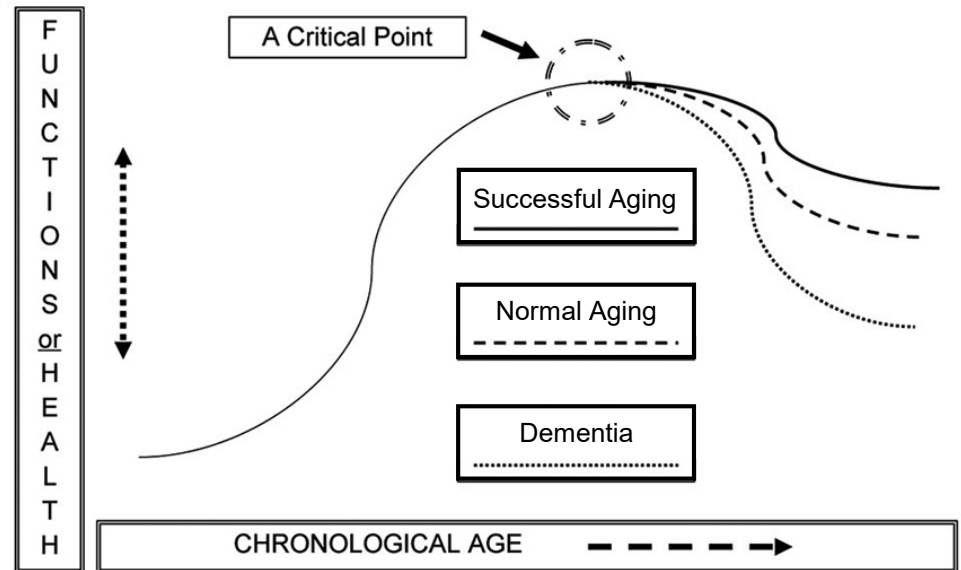 FUNCTIONS or HEALTH
A Critical Point
Successful Aging
Normal Aging
Dementia
CHRONOLOGICAL AGE